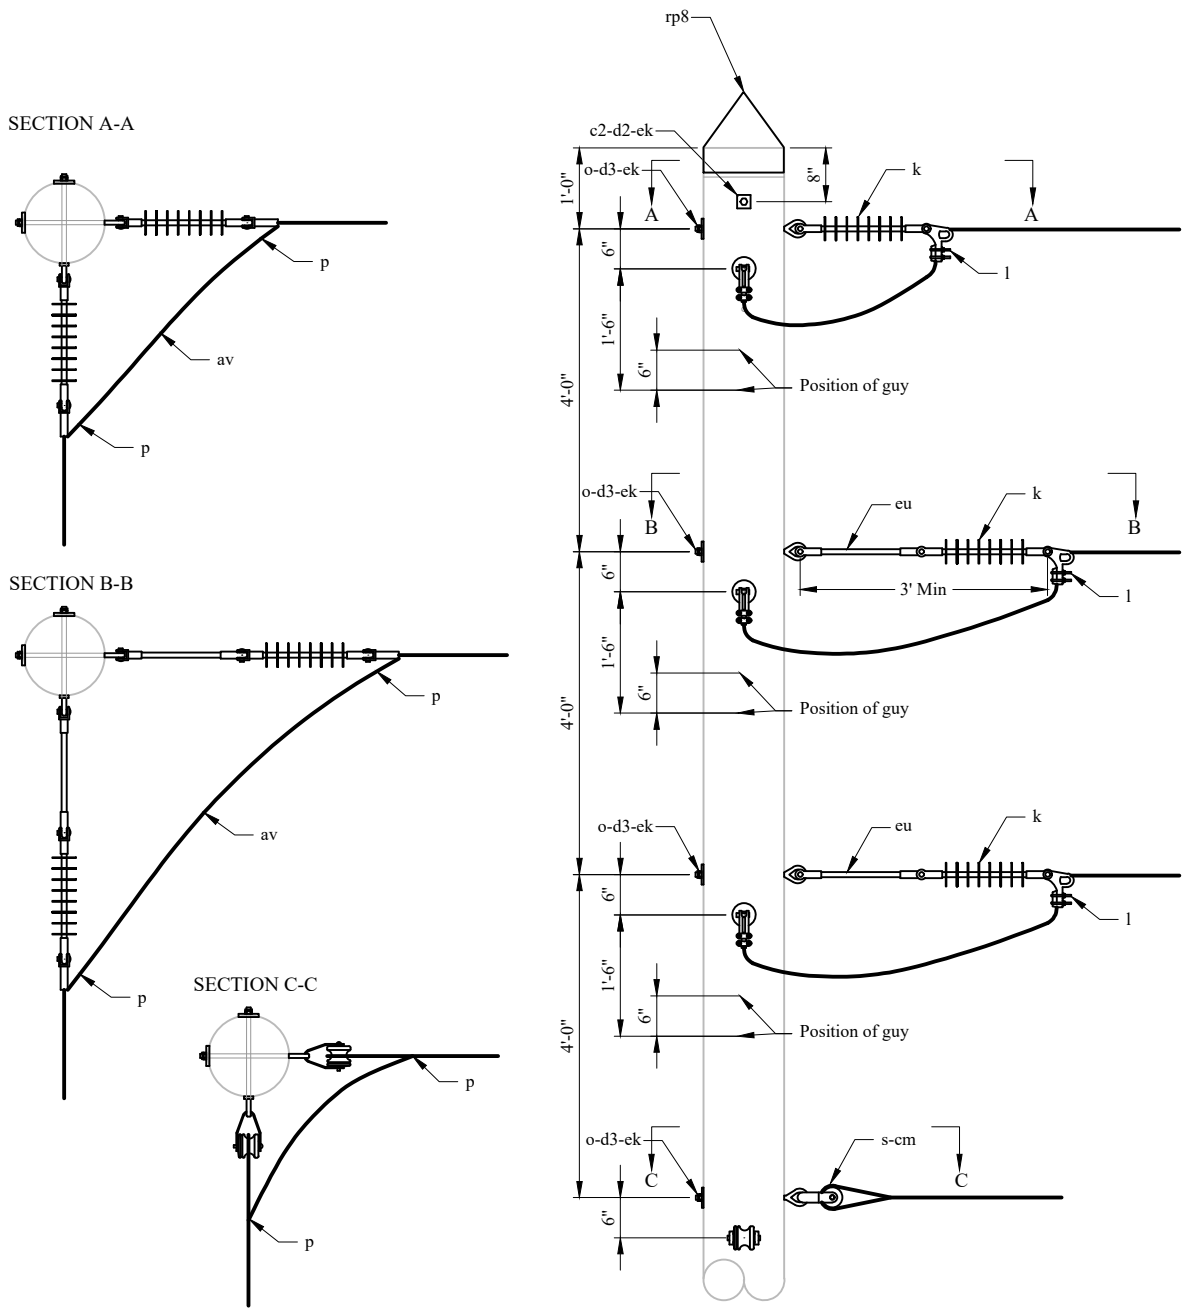 rp8
SECTION A-A
c2-d2-ek
o-d3-ek
1'-0"
8"
k
A
A
p
6"
l
av
1'-6"
6"
Position of guy
4'-0"
p
o-d3-ek
B
eu
k
B
SECTION B-B
6"
3' Min
l
1'-6"
6"
Position of guy
p
4'-0"
av
o-d3-ek
eu
k
6"
l
SECTION C-C
p
1'-6"
6"
Position of guy
4'-0"
p
o-d3-ek
C
s-cm
C
6"
p